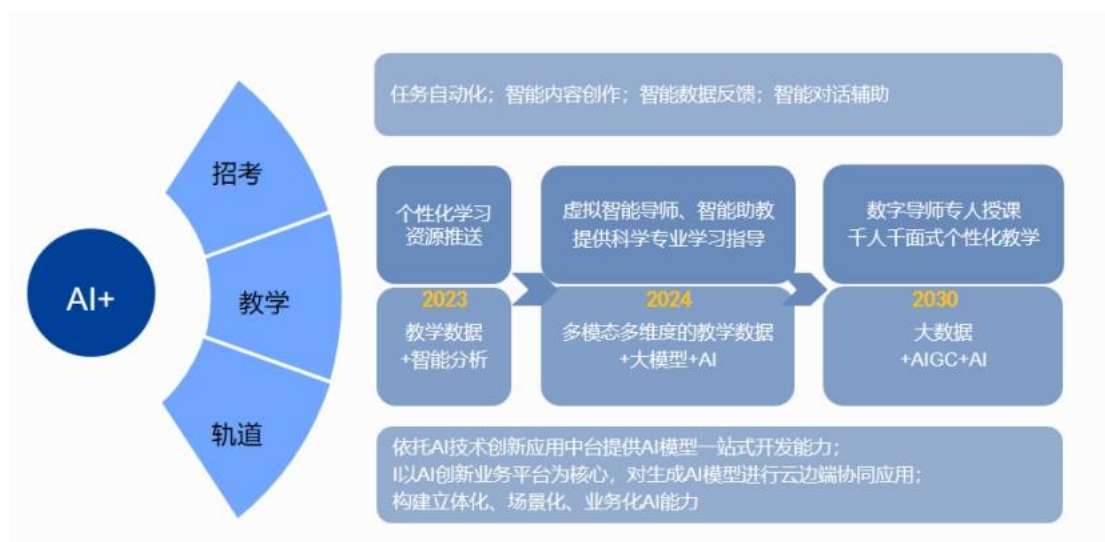 AI+
招考
教学
轨道
任务自动化；智能内容创作；智能数据反馈；智能对话辅助
个性化学习
资源推送
2023
教学数据
+智能分析
虚拟智能导师、智能助教
提供科学专业学习指导
2024
多模态多维度的教学数据
+大模型+AI
数字导师专人授课
千人千面式个性化教学
2030
大数据
+AIGC+AI
依托AI技术创新应用中台提供AI模型一站式开发能力；
I以AI创新业务平台为核心，对生成AI模型进行云边端协同应用；
构建立体化、场景化、业务化AI能力